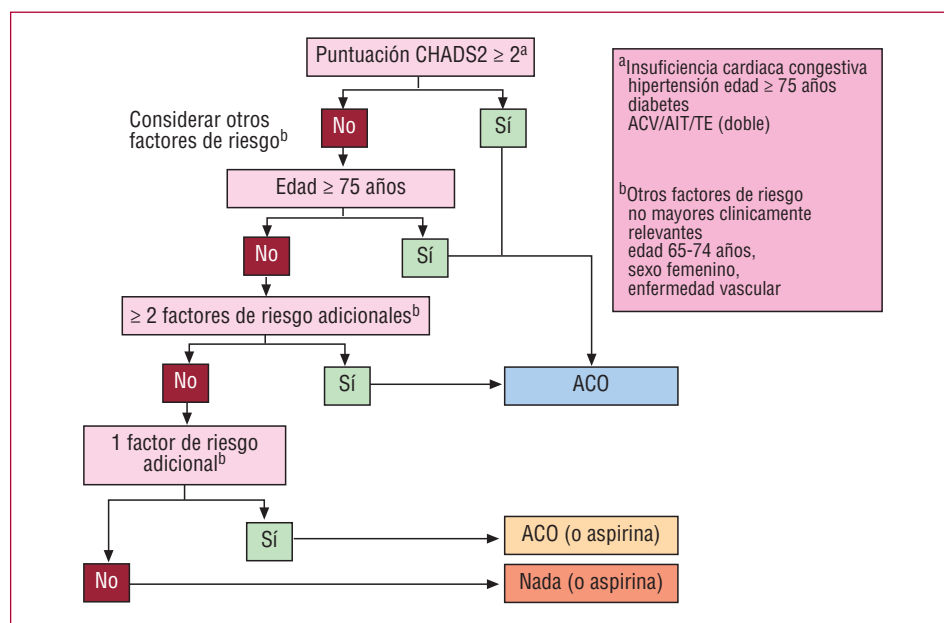 Puntuación CHADS2 ≥ 2ª
Considerar otros
factores de riesgoᵇ
No
Sí
Edad ≥ 75 años
No
Sí
≥ 2 factores de riesgo adicionalesᵇ
No
Sí
ACO
1 factor de riesgo
adicionalᵇ
Sí
ACO (o aspirina)
No
Nada (o aspirina)
ªInsuficiencia cardiaca congestiva
hipertensión edad ≥ 75 años
diabetes
ACV/AIT/TE (doble)
ᵇOtros factores de riesgo
no mayores clinicamente
relevantes
edad 65-74 años,
sexo femenino,
enfermedad vascular